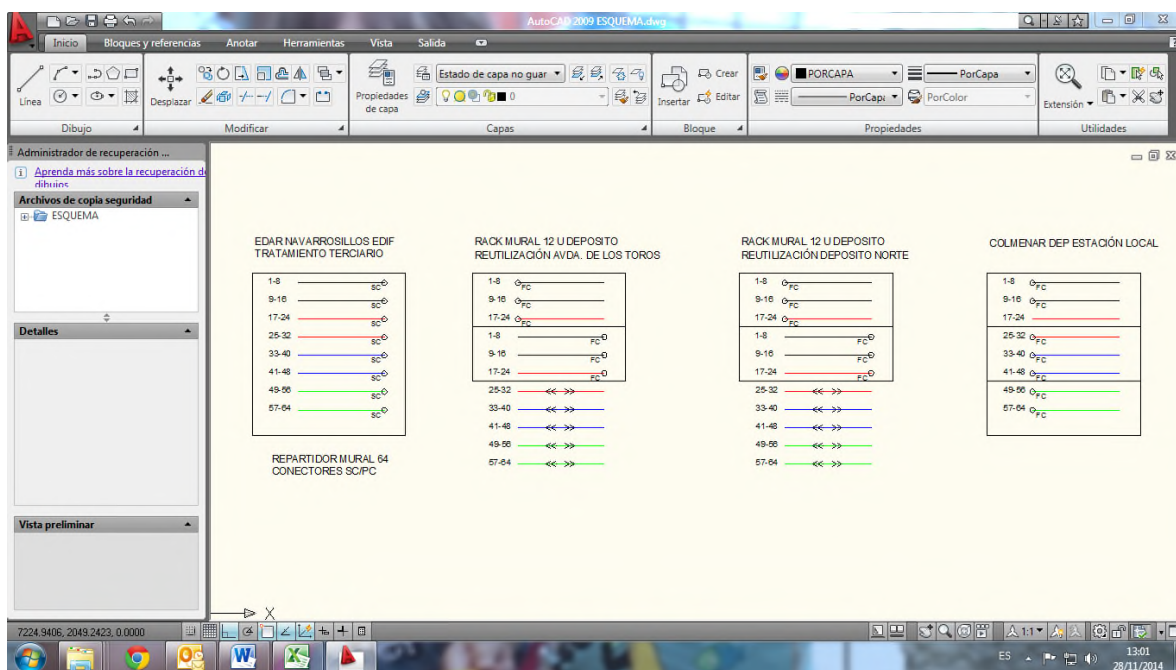 AutoCAD 2009 ESQUEMA.dwg
Inicio
Bloques y referencias
Anotar
Herramientas
Vista
Salida
Línea
Desplazar
Propiedades
de capa
Estado de capa no guar
0
Insertar
Crear
Editar
PORCAPA
PorCapa
PorCapa
PorColor
Extensión
Dibujo
Modificar
Capas
Bloque
Propiedades
Utilidades
Administrador de recuperación ...
Aprenda más sobre la recuperación de
dibujos
Archivos de copia seguridad
ESQUEMA
Detalles
Vista preliminar
EDAR NAVARROSILLOS EDIF
TRATAMIENTO TERCIARIO
1-8 SC
9-16 SC
17-24 SC
25-32 SC
33-40 SC
41-48 SC
49-56 SC
57-64 SC
REPARTIDOR MURAL 64
CONECTORES SC/PC
RACK MURAL 12 U DEPOSITO
REUTILIZACIÓN AVDA. DE LOS TOROS
1-8 FC
9-16 FC
17-24 FC
1-8 FC
9-16 FC
17-24 FC
25-32 << >>
33-40 << >>
41-48 << >>
49-56 << >>
57-64 << >>
RACK MURAL 12 U DEPOSITO
REUTILIZACIÓN DEPOSITO NORTE
1-8 FC
9-16 FC
17-24 FC
1-8 FC
9-16 FC
17-24 FC
25-32 << >>
33-40 << >>
41-48 << >>
49-56 << >>
57-64 << >>
COLMENAR DEP ESTACIÓN LOCAL
1-8 FC
9-16 FC
17-24
25-32 FC
33-40 FC
41-48 FC
49-56 FC
57-64 FC
X
7224.9406, 2049.2423, 0.0000
1:1
ES
13:01
28/11/2016